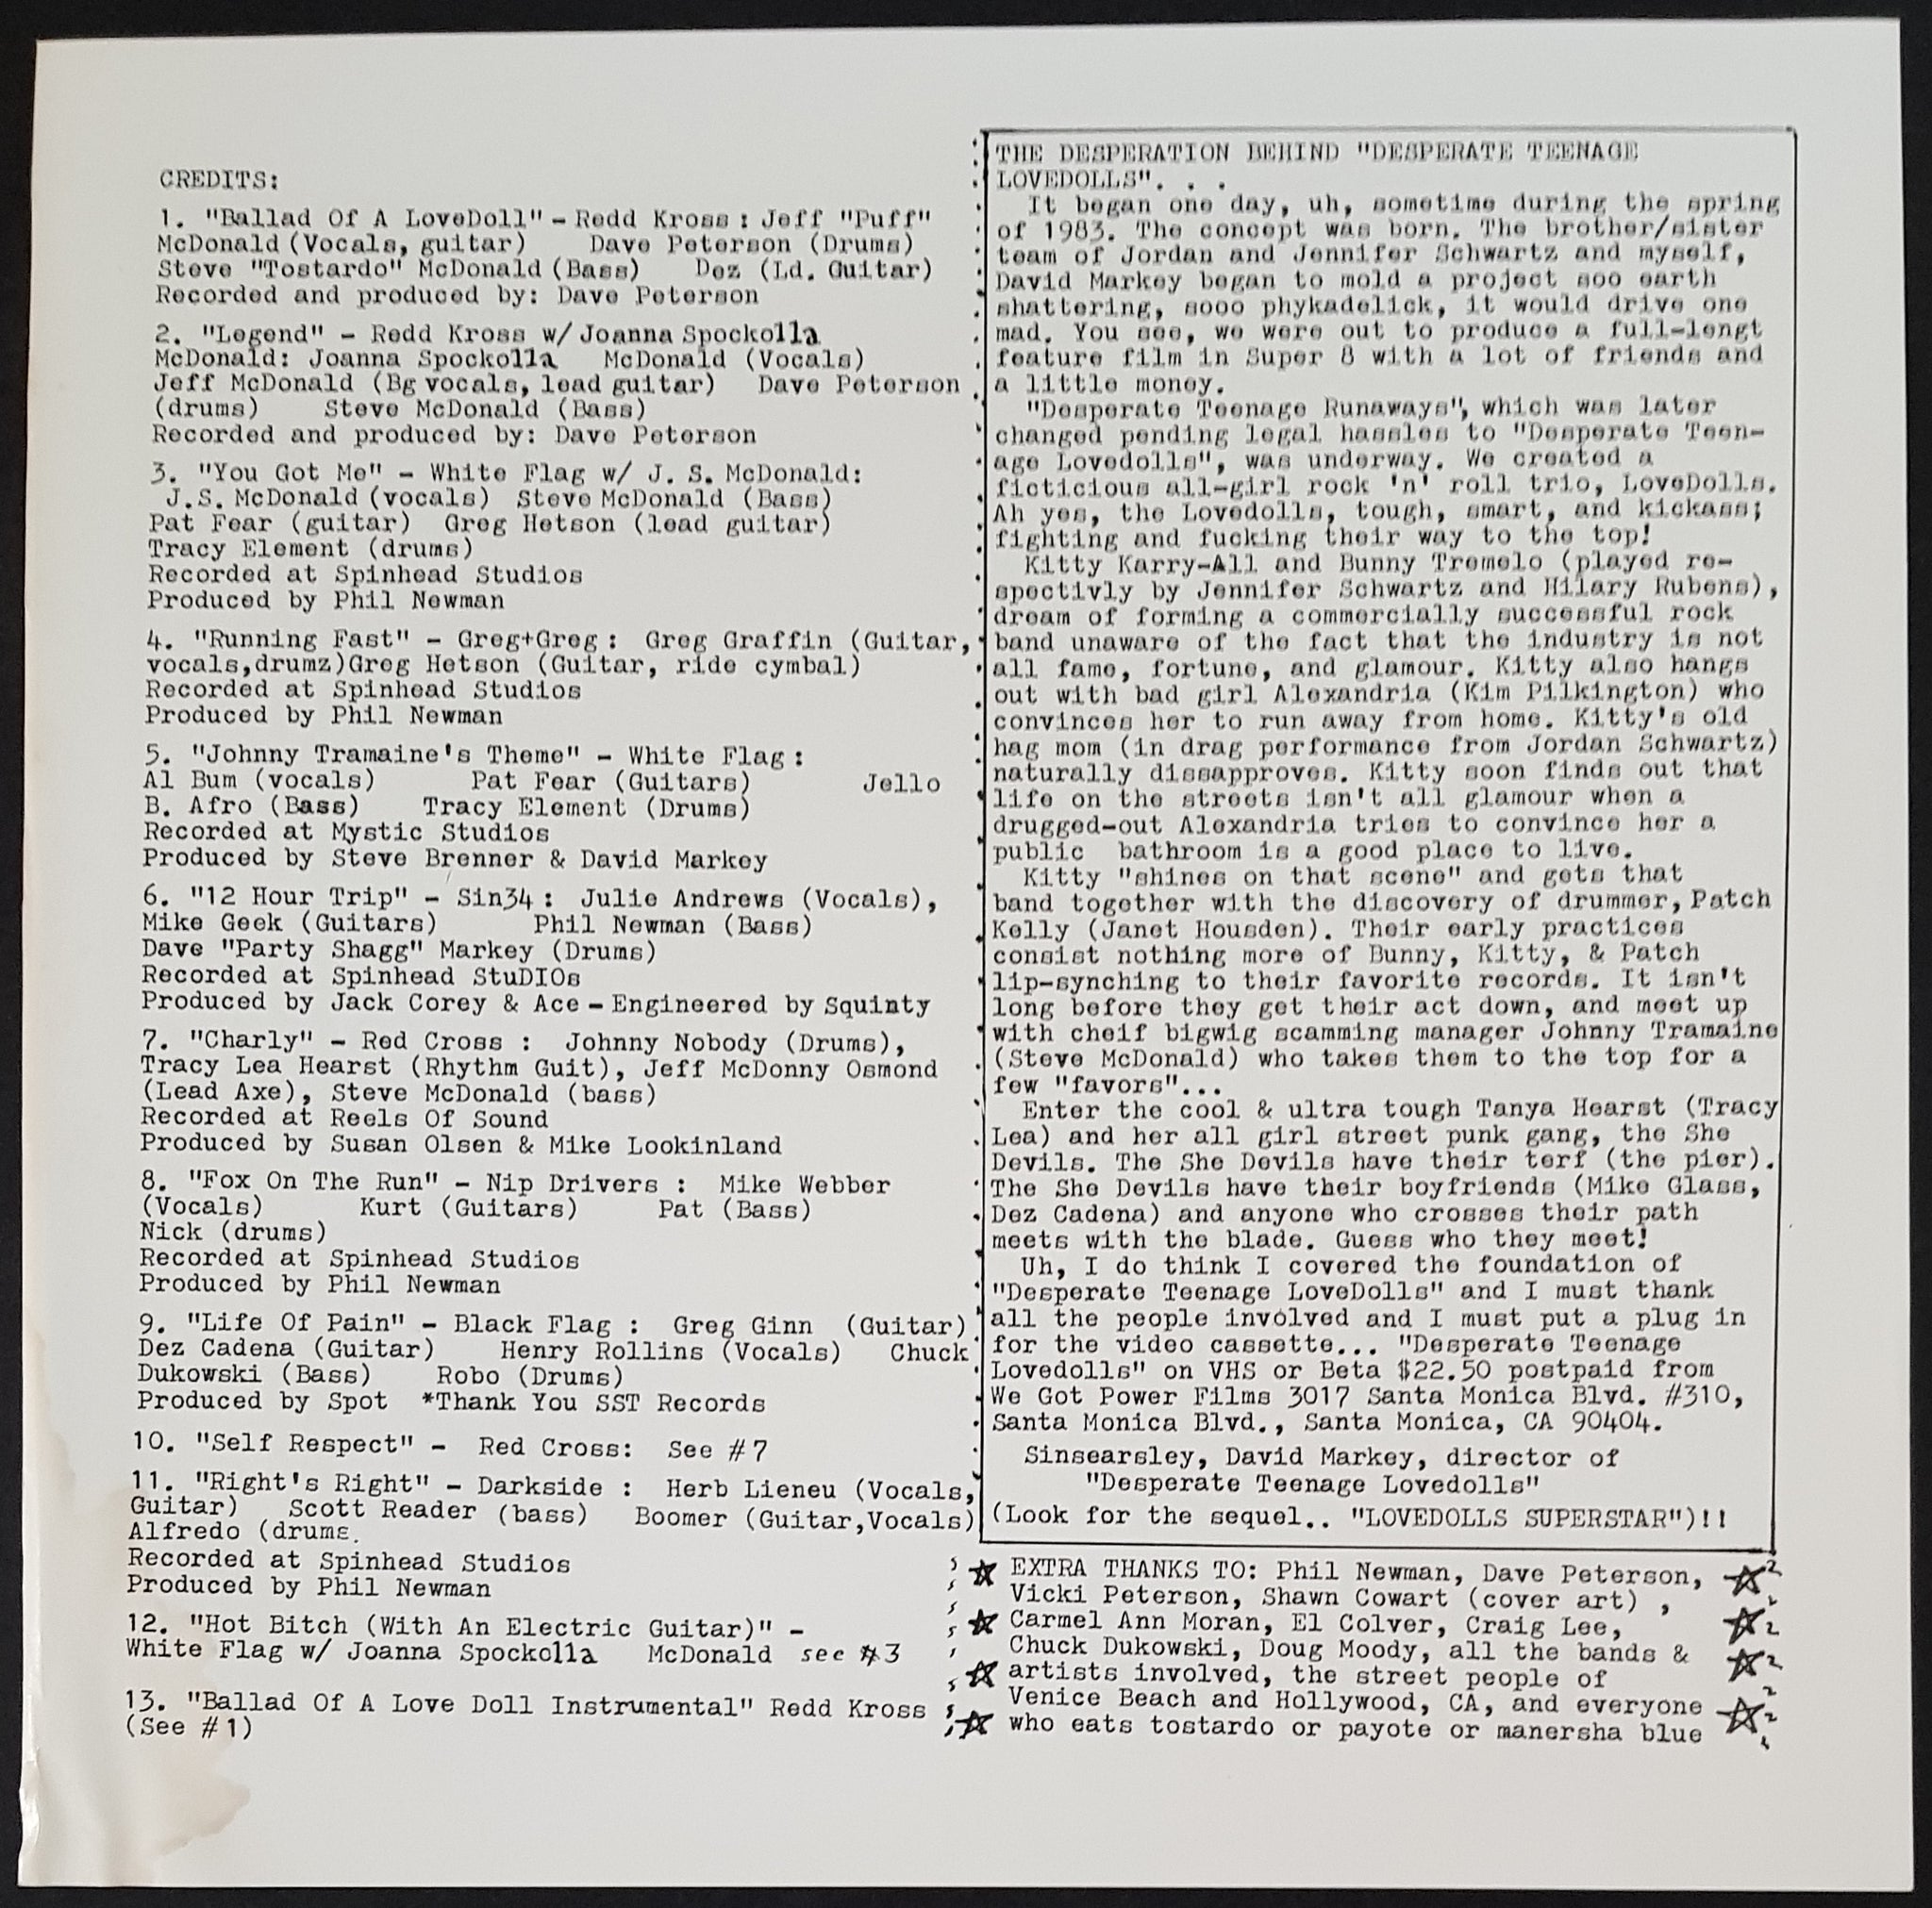 CREDITS:
1. "Ballad Of A LoveDoll" - Redd Kross : Jeff "Puff"
McDonald (Vocals, guitar) Dave Peterson (Drums)
Steve "Tostardo" McDonald (Bass) Dez (Ld. Guitar)
Recorded and produced by: Dave Peterson
2. "Legend" - Redd Kross w/ Joanna Spockolla
McDonald: Joanna Spockolla McDonald (Vocals)
Jeff McDonald (Bg vocals, lead guitar) Dave Peterson
(drums) Steve McDonald (Bass)
Recorded and produced by: Dave Peterson
3. "You Got Me" - White Flag w/ J. S. McDonald:
J.S. McDonald (vocals) Steve McDonald (Bass)
Pat Fear (guitar) Greg Hetson (lead guitar)
Tracy Element (drums)
Recorded at Spinhead Studios
Produced by Phil Newman
4. "Running Fast" - Greg+Greg : Greg Graffin (Guitar,
vocals,drumz)Greg Hetson (Guitar, ride cymbal)
Recorded at Spinhead Studios
Produced by Phil Newman
5. "Johnny Tramaine's Theme" - White Flag :
Al Bum (vocals) Pat Fear (Guitars) Jello
B. Afro (Bass) Tracy Element (Drums)
Recorded at Mystic Studios
Produced by Steve Brenner & David Markey
6. "12 Hour Trip" - Sin34 : Julie Andrews (Vocals),
Mike Geek (Guitars) Phil Newman (Bass)
Dave "Party Shagg" Markey (Drums)
Recorded at Spinhead StuDIOs
Produced by Jack Corey & Ace - Engineered by Squinty
7. "Charly" - Red Cross : Johnny Nobody (Drums),
Tracy Lea Hearst (Rhythm Guit), Jeff McDonny Osmond
(Lead Axe), Steve McDonald (bass)
Recorded at Reels Of Sound
Produced by Susan Olsen & Mike Lookinland
8. "Fox On The Run" - Nip Drivers : Mike Webber
(Vocals) Kurt (Guitars) Pat (Bass)
Nick (drums)
Recorded at Spinhead Studios
Produced by Phil Newman
9. "Life Of Pain" - Black Flag : Greg Ginn (Guitar)
Dez Cadena (Guitar) Henry Rollins (Vocals) Chuck
Dukowski (Bass) Robo (Drums)
Produced by Spot *Thank You SST Records
10. "Self Respect" - Red Cross: See #7
11. "Right's Right" - Darkside : Herb Lieneu (Vocals,
Guitar) Scott Reader (bass) Boomer (Guitar,Vocals)
Alfredo (drums.
Recorded at Spinhead Studios
Produced by Phil Newman
12. "Hot Bitch (With An Electric Guitar)" -
White Flag w/ Joanna Spockolla McDonald see #3
13. "Ballad Of A Love Doll Instrumental" Redd Kross
(See #1)
THE DESPERATION BEHIND "DESPERATE TEENAGE
LOVEDOLLS". . .
It began one day, uh, sometime during the spring
of 1983. The concept was born. The brother/sister
team of Jordan and Jennifer Schwartz and myself,
David Markey began to mold a project soo earth
shattering, sooo phykadelick, it would drive one
mad. You see, we were out to produce a full-lengt
feature film in Super 8 with a lot of friends and
a little money.
"Desperate Teenage Runaways", which was later
changed pending legal hassles to "Desperate Teen-
age Lovedolls", was underway. We created a
ficticious all-girl rock 'n' roll trio, LoveDolls.
Ah yes, the Lovedolls, tough, smart, and kickass;
fighting and fucking their way to the top!
Kitty Karry-All and Bunny Tremelo (played re-
spectivly by Jennifer Schwartz and Hilary Rubens),
dream of forming a commercially successful rock
band unaware of the fact that the industry is not
all fame, fortune, and glamour. Kitty also hangs
out with bad girl Alexandria (Kim Pilkington) who
convinces her to run away from home. Kitty's old
hag mom (in drag performance from Jordan Schwartz)
naturally dissapproves. Kitty soon finds out that
life on the streets isn't all glamour when a
drugged-out Alexandria tries to convince her a
public bathroom is a good place to live.
Kitty "shines on that scene" and gets that
band together with the discovery of drummer, Patch
Kelly (Janet Housden). Their early practices
consist nothing more of Bunny, Kitty, & Patch
lip-synching to their favorite records. It isn't
long before they get their act down, and meet up
with cheif bigwig scamming manager Johnny Tramaine
(Steve McDonald) who takes them to the top for a
few "favors"...
Enter the cool & ultra tough Tanya Hearst (Tracy
Lea) and her all girl street punk gang, the She
Devils. The She Devils have their terf (the pier).
The She Devils have their boyfriends (Mike Glass,
Dez Cadena) and anyone who crosses their path
meets with the blade. Guess who they meet!
Uh, I do think I covered the foundation of
"Desperate Teenage LoveDolls" and I must thank
all the people involved and I must put a plug in
for the video cassette... "Desperate Teenage
Lovedolls" on VHS or Beta $22.50 postpaid from
We Got Power Films 3017 Santa Monica Blvd. #310,
Santa Monica Blvd., Santa Monica, CA 90404.
Sinsearsley, David Markey, director of
"Desperate Teenage Lovedolls"
(Look for the sequel.. "LOVEDOLLS SUPERSTAR")!!
EXTRA THANKS TO: Phil Newman, Dave Peterson,
Vicki Peterson, Shawn Cowart (cover art) ,
Carmel Ann Moran, El Colver, Craig Lee,
Chuck Dukowski, Doug Moody, all the bands &
artists involved, the street people of
Venice Beach and Hollywood, CA, and everyone
who eats tostardo or payote or manersha blue